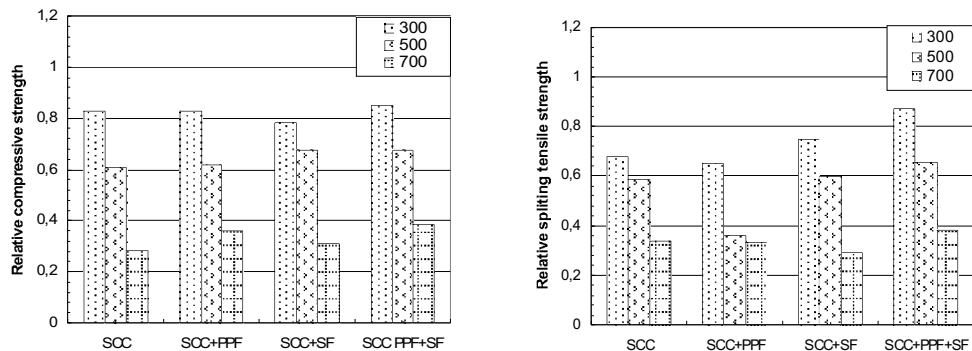 Relative compressive strength
1,2
1
0,8
0,6
0,4
0,2
0
300
500
700
SCC
SCC+PPF
SCC+SF
SCC PPF+SF
Relative spliting tensile strength
1,2
1
0,8
0,6
0,4
0,2
0
300
500
700
SCC
SCC+PPF
SCC+SF
SCC+PPF+SF